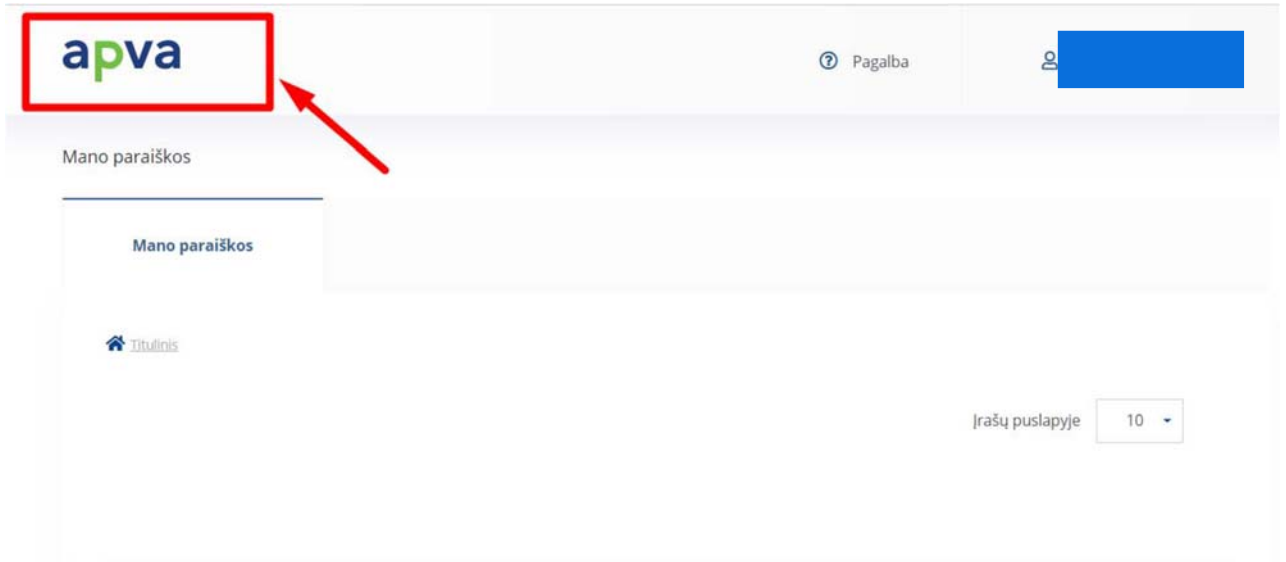 apva
Pagalba
Mano paraiškos
Mano paraiškos
Titulinis
Įrašų puslapyje 10